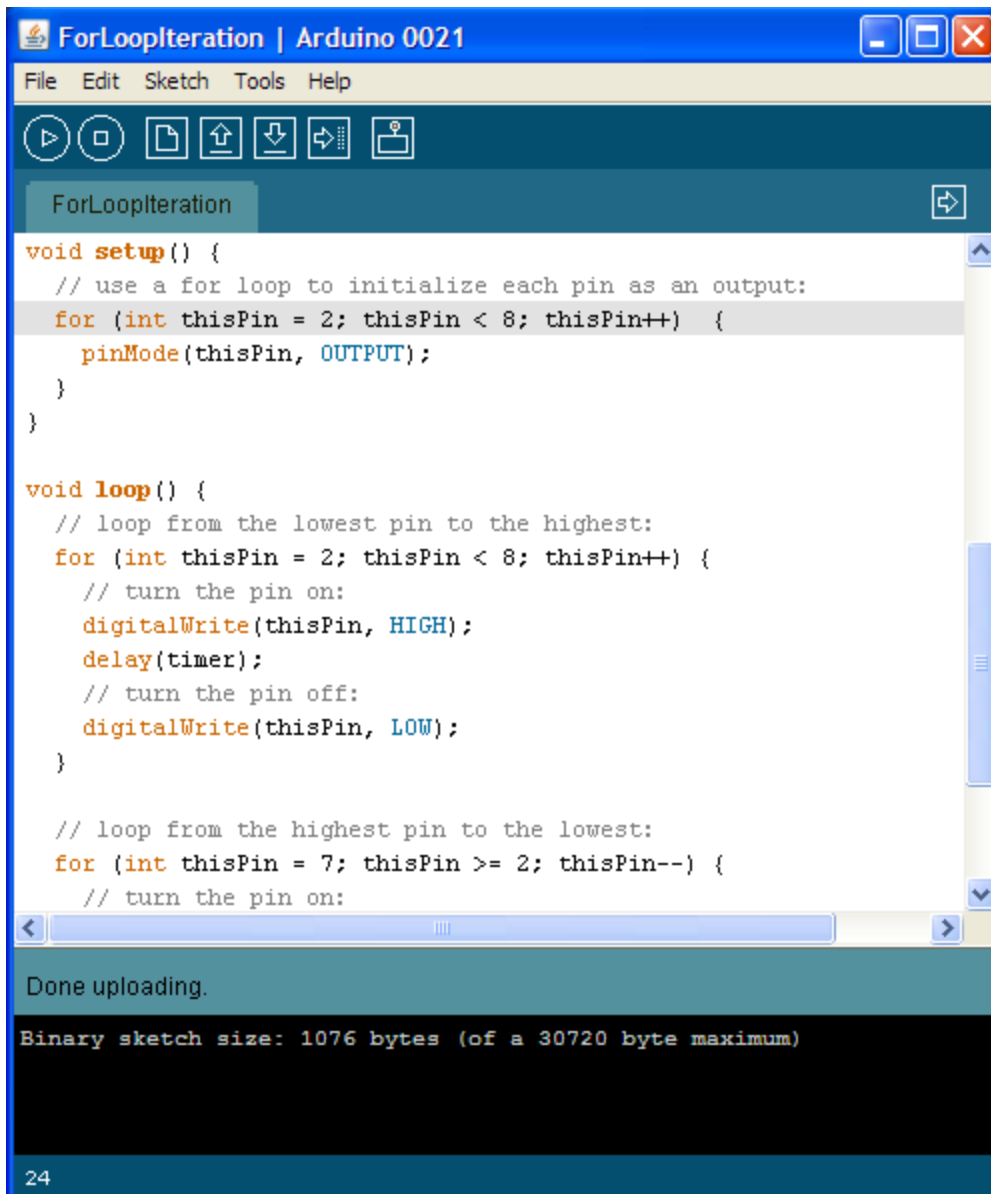 ForLoopIteration | Arduino 0021
File Edit Sketch Tools Help
ForLoopIteration
void setup() {
  // use a for loop to initialize each pin as an output:
  for (int thisPin = 2; thisPin < 8; thisPin++)  {
    pinMode(thisPin, OUTPUT);
  }
}

void loop() {
  // loop from the lowest pin to the highest:
  for (int thisPin = 2; thisPin < 8; thisPin++) {
    // turn the pin on:
    digitalWrite(thisPin, HIGH);
    delay(timer);
    // turn the pin off:
    digitalWrite(thisPin, LOW);
  }

  // loop from the highest pin to the lowest:
  for (int thisPin = 7; thisPin >= 2; thisPin--) {
    // turn the pin on:
Done uploading.
Binary sketch size: 1076 bytes (of a 30720 byte maximum)
24